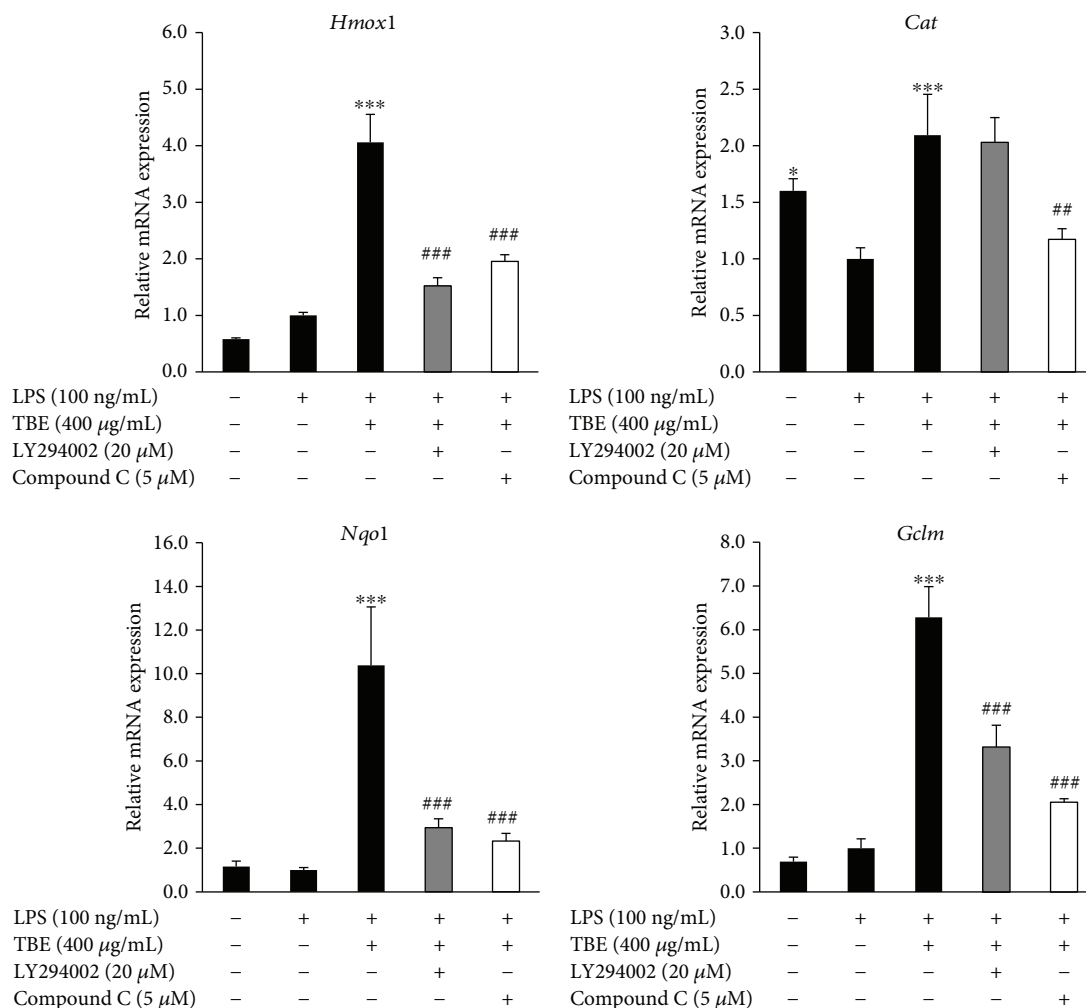 Hmox1
Relative mRNA expression
6.0
5.0
4.0
3.0
2.0
1.0
0.0
***
###
###
LPS (100 ng/mL) – + + + +
TBE (400 μg/mL) – – + + +
LY294002 (20 μM) – – – + –
Compound C (5 μM) – – – – +
Cat
Relative mRNA expression
3.0
2.5
2.0
1.5
1.0
0.5
0.0
*
***
##
LPS (100 ng/mL) – + + + +
TBE (400 μg/mL) – – + + +
LY294002 (20 μM) – – – + –
Compound C (5 μM) – – – – +
Nqo1
Relative mRNA expression
16.0
14.0
12.0
10.0
8.0
6.0
4.0
2.0
0.0
***
###
###
LPS (100 ng/mL) – + + + +
TBE (400 μg/mL) – – + + +
LY294002 (20 μM) – – – + –
Compound C (5 μM) – – – – +
Gclm
Relative mRNA expression
8.0
7.0
6.0
5.0
4.0
3.0
2.0
1.0
0.0
***
###
###
LPS (100 ng/mL) – + + + +
TBE (400 μg/mL) – – + + +
LY294002 (20 μM) – – – + –
Compound C (5 μM) – – – – +